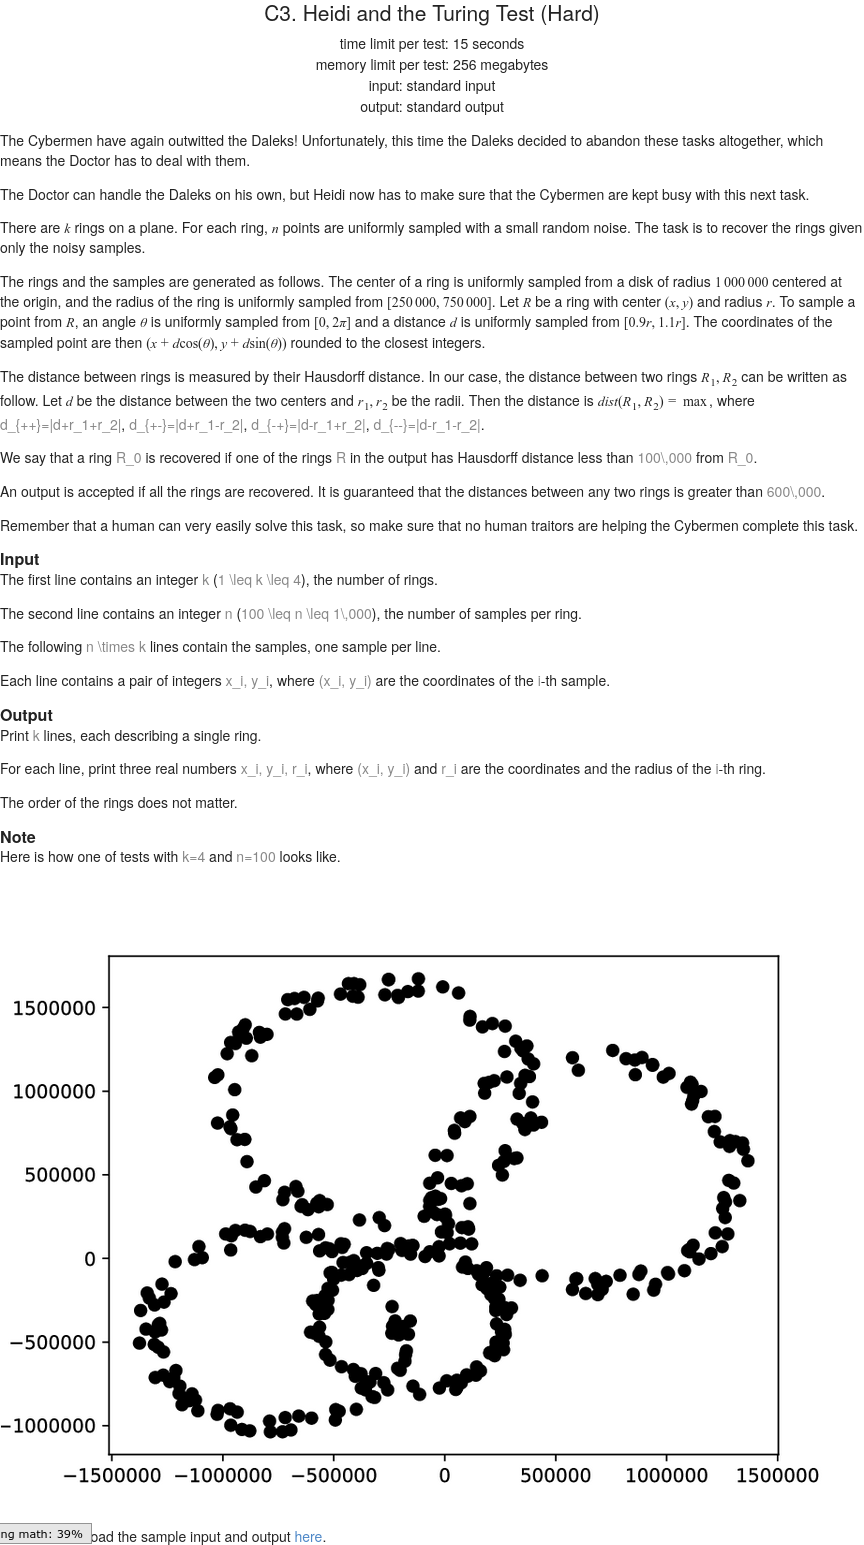 C3. Heidi and the Turing Test (Hard)
time limit per test: 15 seconds
memory limit per test: 256 megabytes
input: standard input
output: standard output
The Cybermen have again outwitted the Daleks! Unfortunately, this time the Daleks decided to abandon these tasks altogether, which
means the Doctor has to deal with them.
The Doctor can handle the Daleks on his own, but Heidi now has to make sure that the Cybermen are kept busy with this next task.
There are k rings on a plane. For each ring, n points are uniformly sampled with a small random noise. The task is to recover the rings given
only the noisy samples.
The rings and the samples are generated as follows. The center of a ring is uniformly sampled from a disk of radius 1 000 000 centered at
the origin, and the radius of the ring is uniformly sampled from [250 000, 750 000]. Let R be a ring with center (x, y) and radius r. To sample a
point from R, an angle θ is uniformly sampled from [0, 2π] and a distance d is uniformly sampled from [0.9r, 1.1r]. The coordinates of the
sampled point are then (x + dcos(θ), y + dsin(θ)) rounded to the closest integers.
The distance between rings is measured by their Hausdorff distance. In our case, the distance between two rings R1, R2 can be written as
follow. Let d be the distance between the two centers and r1, r2 be the radii. Then the distance is dist(R1, R2) = max, where
d_{++}=|d+r_1+r_2|, d_{+-}=|d+r_1-r_2|, d_{-+}=|d-r_1+r_2|, d_{--}=|d-r_1-r_2|.
We say that a ring R_0 is recovered if one of the rings R in the output has Hausdorff distance less than 100\,000 from R_0.
An output is accepted if all the rings are recovered. It is guaranteed that the distances between any two rings is greater than 600\,000.
Remember that a human can very easily solve this task, so make sure that no human traitors are helping the Cybermen complete this task.
Input
The first line contains an integer k (1 \leq k \leq 4), the number of rings.
The second line contains an integer n (100 \leq n \leq 1\,000), the number of samples per ring.
The following n \times k lines contain the samples, one sample per line.
Each line contains a pair of integers x_i, y_i, where (x_i, y_i) are the coordinates of the i-th sample.
Output
Print k lines, each describing a single ring.
For each line, print three real numbers x_i, y_i, r_i, where (x_i, y_i) and r_i are the coordinates and the radius of the i-th ring.
The order of the rings does not matter.
Note
Here is how one of tests with k=4 and n=100 looks like.
1500000
1000000
500000
0
−500000
−1000000
−1500000 −1000000 −500000 0 500000 1000000 1500000
ng math: 39%
oad the sample input and output here.